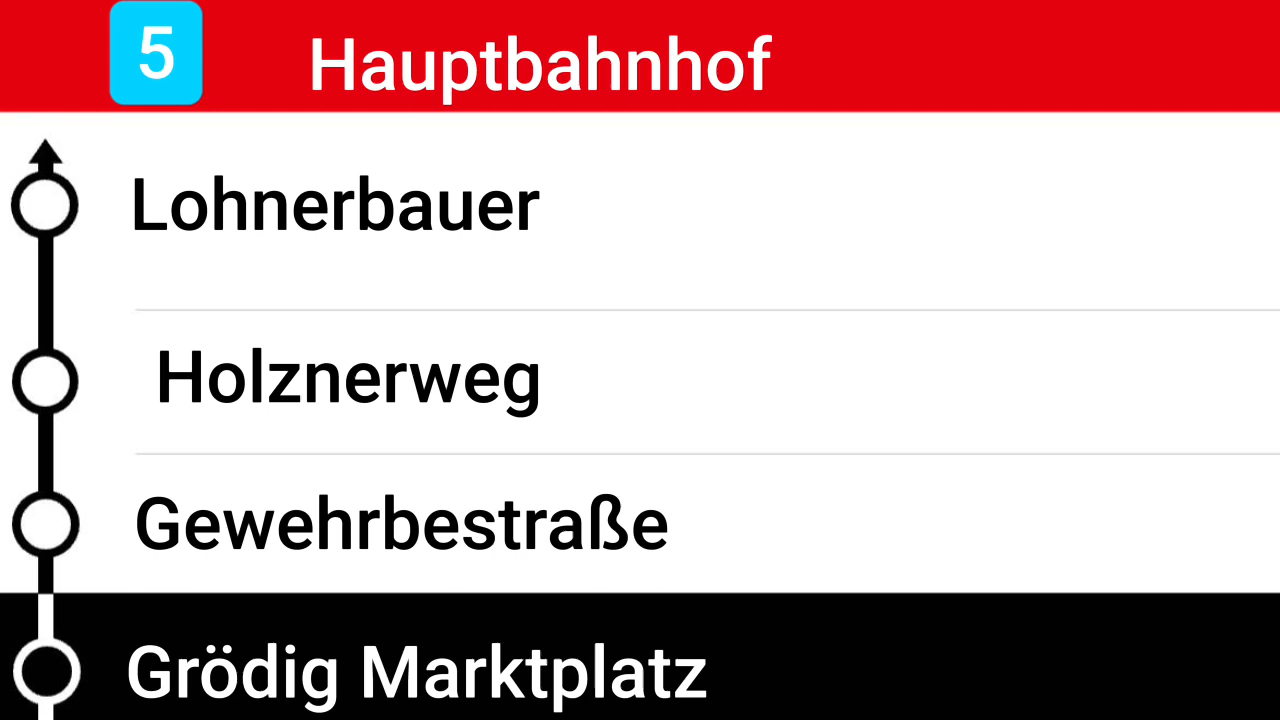 5 Hauptbahnhof
Lohnerbauer
Holznerweg
Gewehrbestraße
Grödig Marktplatz